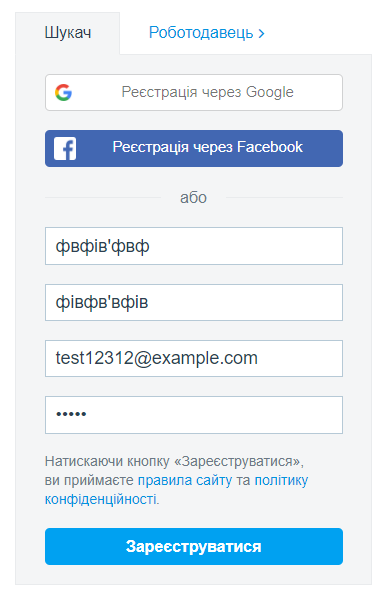 Шукач
Роботодавець
Реєстрація через Google
Реєстрація через Facebook
або
фвфів'фвф
фівфв'вфів
test12312@example.com
•••••
Натискаючи кнопку «Зареєструватися»,
ви приймаєте правила сайту та політику
конфіденційності.
Зареєструватися